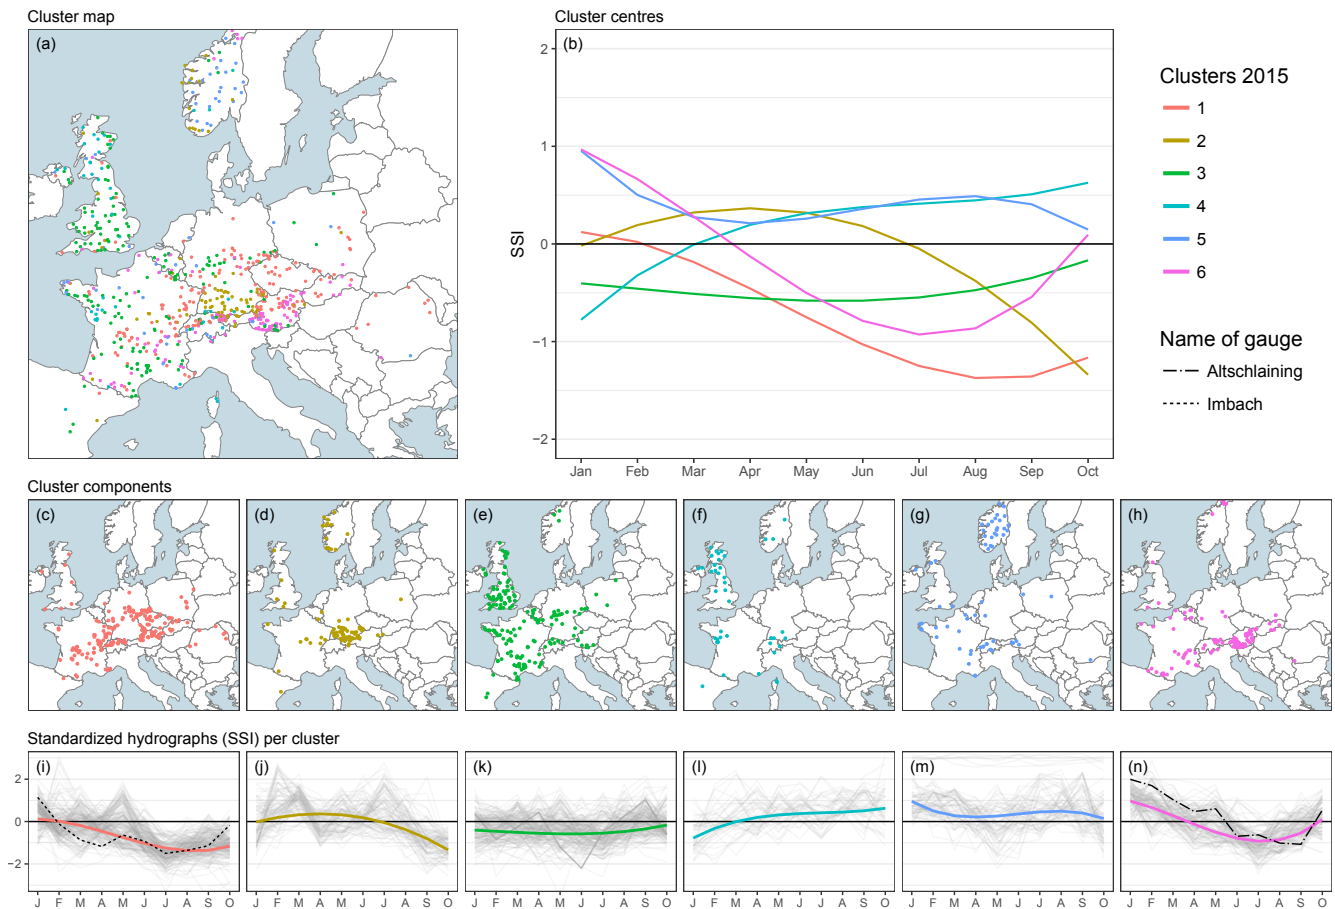 Cluster map
Cluster centres
(a)
(b)
2
1
0
−1
−2
SSI
Jan Feb Mar Apr May Jun Jul Aug Sep Oct
Clusters 2015
1
2
3
4
5
6
Name of gauge
Altschlaining
Imbach
Cluster components
(c) (d) (e) (f) (g) (h)
Standardized hydrographs (SSI) per cluster
(i) (j) (k) (l) (m) (n)
2
0
−2
J F M A M J J A S O J F M A M J J A S O J F M A M J J A S O J F M A M J J A S O J F M A M J J A S O J F M A M J J A S O